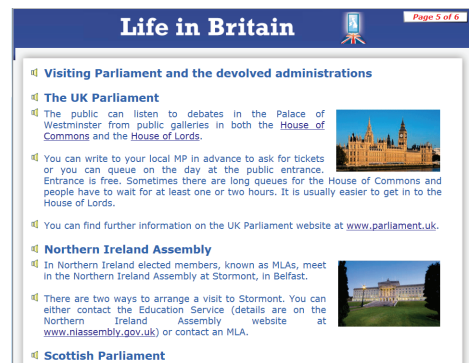 Life in Britain
Page 5 of 6
Visiting Parliament and the devolved administrations
The UK Parliament
The public can listen to debates in the Palace of
Westminster from public galleries in both the House of
Commons and the House of Lords.
You can write to your local MP in advance to ask for tickets
or you can queue on the day at the public entrance.
Entrance is free. Sometimes there are long queues for the House of Commons and
people have to wait for at least one or two hours. It is usually easier to get in to the
House of Lords.
You can find further information on the UK Parliament website at www.parliament.uk.
Northern Ireland Assembly
In Northern Ireland elected members, known as MLAs, meet
in the Northern Ireland Assembly at Stormont, in Belfast.
There are two ways to arrange a visit to Stormont. You can
either contact the Education Service (details are on the
Northern Ireland Assembly website at
www.niassembly.gov.uk) or contact an MLA.
Scottish Parliament